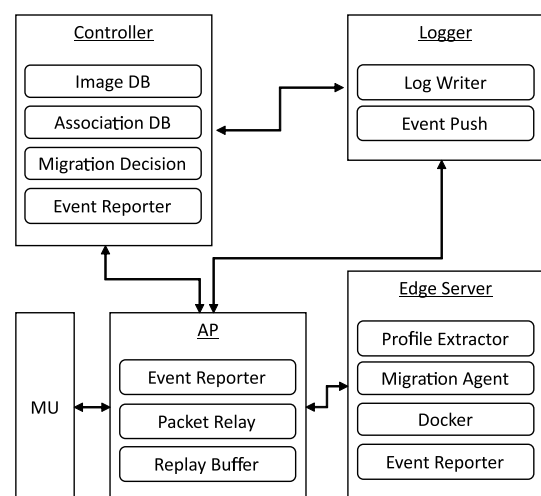 Controller
Image DB
Association DB
Migration Decision
Event Reporter
Logger
Log Writer
Event Push
MU
AP
Event Reporter
Packet Relay
Replay Buffer
Edge Server
Profile Extractor
Migration Agent
Docker
Event Reporter